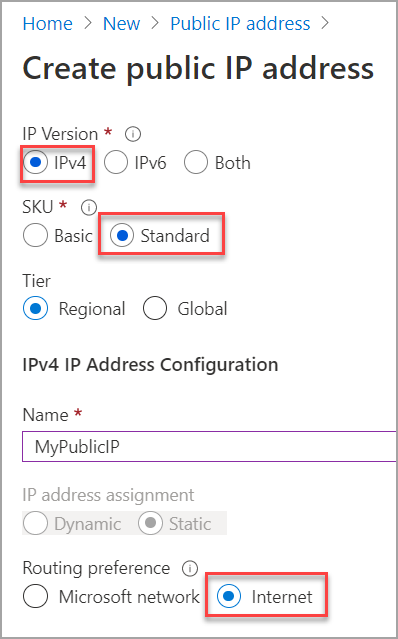 Home > New > Public IP address >
Create public IP address
IP Version * i
IPv4 IPv6 Both
SKU * i
Basic Standard
Tier
Regional Global
IPv4 IP Address Configuration
Name *
MyPublicIP
IP address assignment
Dynamic Static
Routing preference i
Microsoft network Internet